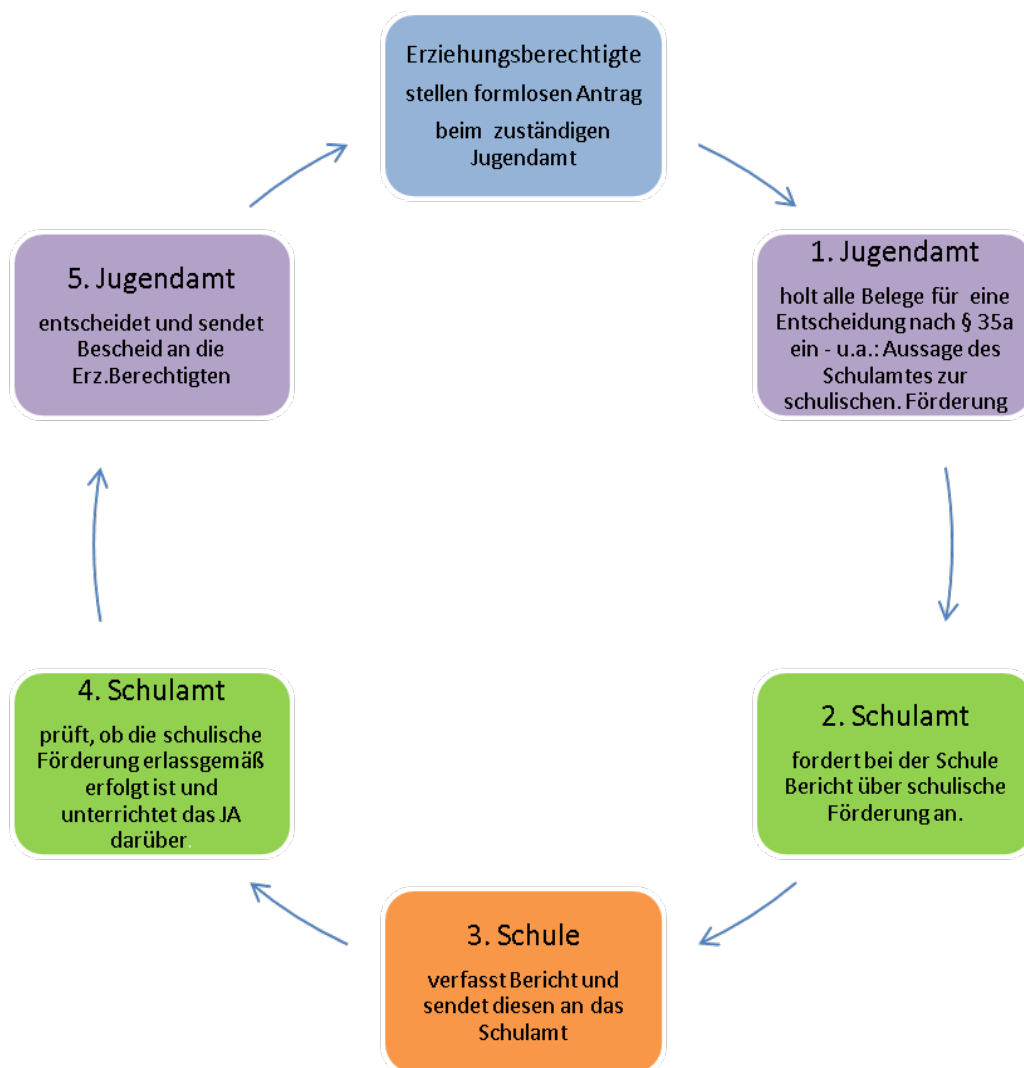 Erziehungsberechtigte
stellen formlosen Antrag
beim zuständigen
Jugendamt
1. Jugendamt
holt alle Belege für eine
Entscheidung nach § 35a
ein - u.a.: Aussage des
Schulamtes zur
schulischen. Förderung
2. Schulamt
fordert bei der Schule
Bericht über schulische
Förderung an.
3. Schule
verfasst Bericht und
sendet diesen an das
Schulamt
4. Schulamt
prüft, ob die schulische
Förderung erlassgemäß
erfolgt ist und
unterrichtet das JA
darüber.
5. Jugendamt
entscheidet und sendet
Bescheid an die
Erz.Berechtigten